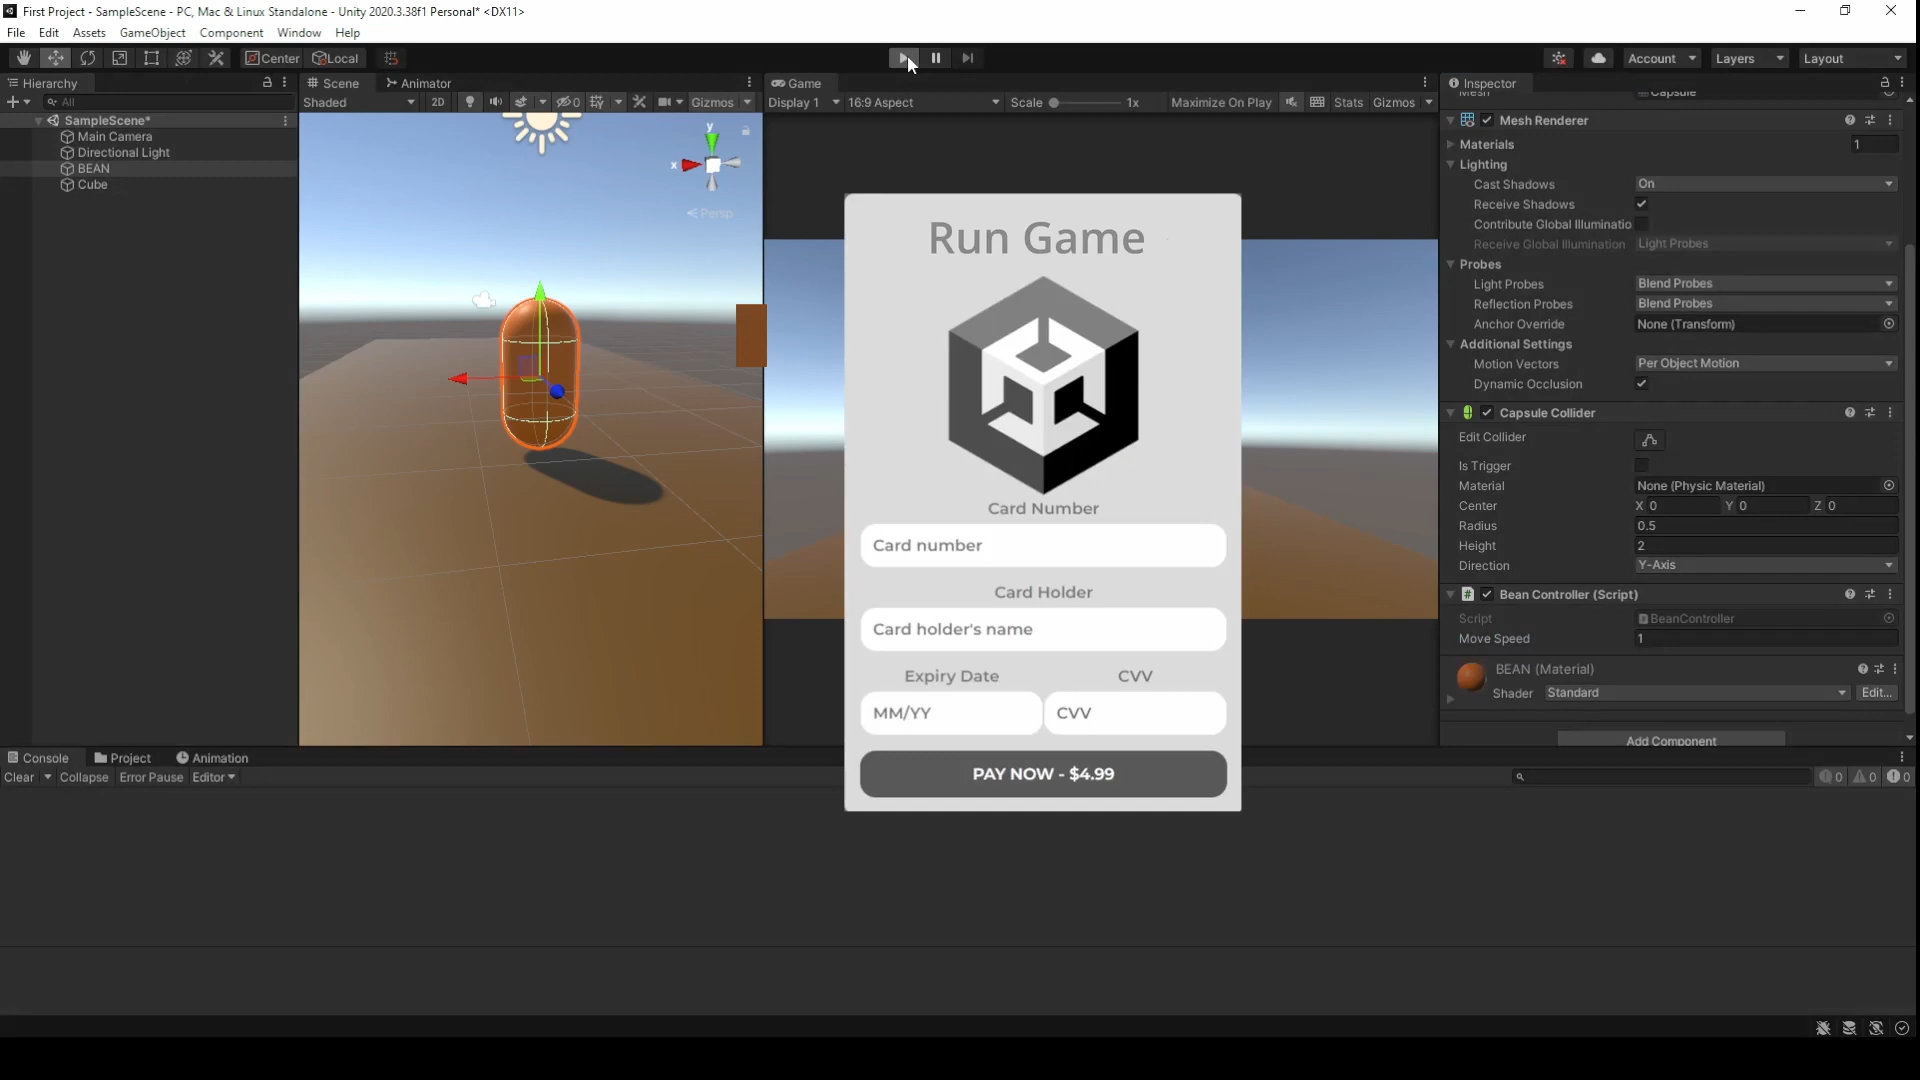 First Project - SampleScene - PC, Mac & Linux Standalone - Unity 2020.3.38f1 Personal* <DX11>
File Edit Assets GameObject Component Window Help
Center Local
Account Layers Layout
Hierarchy
All
SampleScene*
Main Camera
Directional Light
BEAN
Cube
Scene Animator
Shaded 2D 0 Gizmos
y
x
Persp
Game
Display 1 16:9 Aspect Scale 1x Maximize On Play Stats Gizmos
Run Game
Card Number
Card number
Card Holder
Card holder's name
Expiry Date CVV
MM/YY CVV
PAY NOW - $4.99
Inspector
Mesh Capsule
Mesh Renderer
Materials 1
Lighting
Cast Shadows On
Receive Shadows
Contribute Global Illuminatio
Receive Global Illumination Light Probes
Probes
Light Probes Blend Probes
Reflection Probes Blend Probes
Anchor Override None (Transform)
Additional Settings
Motion Vectors Per Object Motion
Dynamic Occlusion
Capsule Collider
Edit Collider
Is Trigger
Material None (Physic Material)
Center X 0 Y 0 Z 0
Radius 0.5
Height 2
Direction Y-Axis
# Bean Controller (Script)
Script BeanController
Move Speed 1
BEAN (Material)
Shader Standard Edit...
Add Component
Console Project Animation
Clear Collapse Error Pause Editor
0 0 0